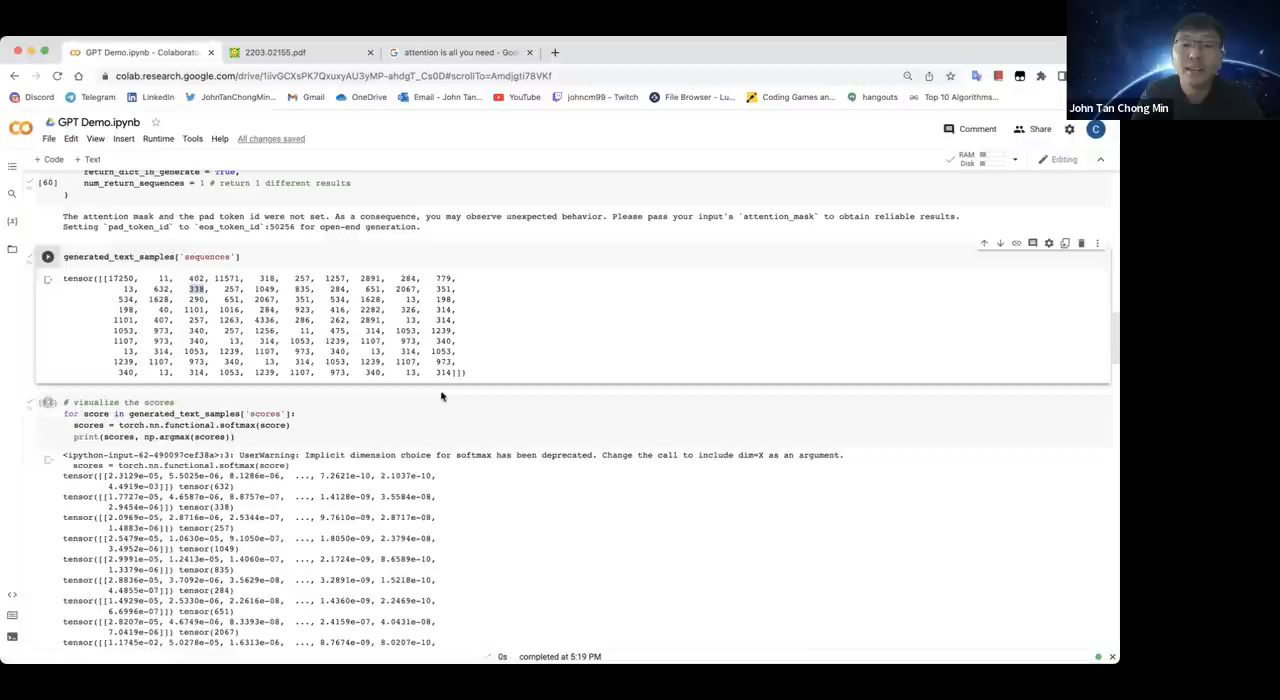 GPT Demo.ipynb - Colaborato
2203.02155.pdf
attention is all you need - Goo
colab.research.google.com/drive/1iivGCXsPK7QxuxyAU3yMP-ahdgT_Cs0D#scrollTo=Amdjgti78VKf
Discord Telegram LinkedIn JohnTanChongMin... Gmail OneDrive Email - John Tan... YouTube johncm99 - Twitch File Browser - Lu... Coding Games an... hangouts Top 10 Algorithms...
John Tan Chong Min
GPT Demo.ipynb
Comment Share C
File Edit View Insert Runtime Tools Help All changes saved
+ Code + Text RAM Disk Editing
return_dict_in_generate = True,
[60] num_return_sequences = 1 # return 1 different results
)
The attention mask and the pad token id were not set. As a consequence, you may observe unexpected behavior. Please pass your input's `attention_mask` to obtain reliable results.
Setting `pad_token_id` to `eos_token_id`:50256 for open-end generation.
generated_text_samples['sequences']
tensor([[17250, 11, 402, 11571, 318, 257, 1257, 2891, 284, 779,
13, 632, 338, 257, 1049, 835, 284, 651, 2067, 351,
534, 1628, 290, 651, 2067, 351, 534, 1628, 13, 198,
198, 40, 1101, 1016, 284, 923, 416, 2282, 326, 314,
1101, 407, 257, 1263, 4336, 286, 262, 2891, 13, 314,
1053, 973, 340, 257, 1256, 11, 475, 314, 1053, 1239,
1107, 973, 340, 13, 314, 1053, 1239, 1107, 973, 340,
13, 314, 1053, 1239, 1107, 973, 340, 13, 314, 1053,
1239, 1107, 973, 340, 13, 314, 1053, 1239, 1107, 973,
340, 13, 314, 1053, 1239, 1107, 973, 340, 13, 314]])
# visualize the scores
for score in generated_text_samples['scores']:
scores = torch.nn.functional.softmax(score)
print(scores, np.argmax(scores))
<ipython-input-62-490097cef38a>:3: UserWarning: Implicit dimension choice for softmax has been deprecated. Change the call to include dim=X as an argument.
scores = torch.nn.functional.softmax(score)
tensor([[2.3129e-05, 5.5025e-06, 8.1286e-06, ..., 7.2621e-10, 2.1037e-10,
4.4919e-03]]) tensor(632)
tensor([[1.7727e-05, 4.6587e-06, 8.8757e-07, ..., 1.4128e-09, 3.5584e-08,
2.9454e-06]]) tensor(338)
tensor([[2.0969e-05, 2.8716e-06, 2.5344e-07, ..., 9.7610e-09, 2.8717e-08,
1.4883e-06]]) tensor(257)
tensor([[2.5479e-05, 1.0630e-05, 9.1050e-07, ..., 1.8050e-09, 2.3794e-08,
3.4952e-06]]) tensor(1049)
tensor([[2.9991e-05, 1.2413e-05, 1.4060e-07, ..., 2.1724e-09, 8.6589e-10,
1.3379e-06]]) tensor(835)
tensor([[2.8836e-05, 3.7092e-06, 3.5629e-08, ..., 3.2891e-09, 1.5218e-10,
4.4855e-07]]) tensor(284)
tensor([[1.4929e-05, 2.5330e-06, 2.2616e-08, ..., 1.4360e-09, 2.2469e-10,
6.6996e-07]]) tensor(651)
tensor([[2.8207e-05, 4.6749e-06, 8.3393e-08, ..., 2.4159e-07, 4.0431e-08,
7.0419e-06]]) tensor(2067)
tensor([[1.1745e-02, 5.0278e-05, 1.6313e-06, ..., 8.7674e-09, 8.0207e-10,
0s completed at 5:19 PM